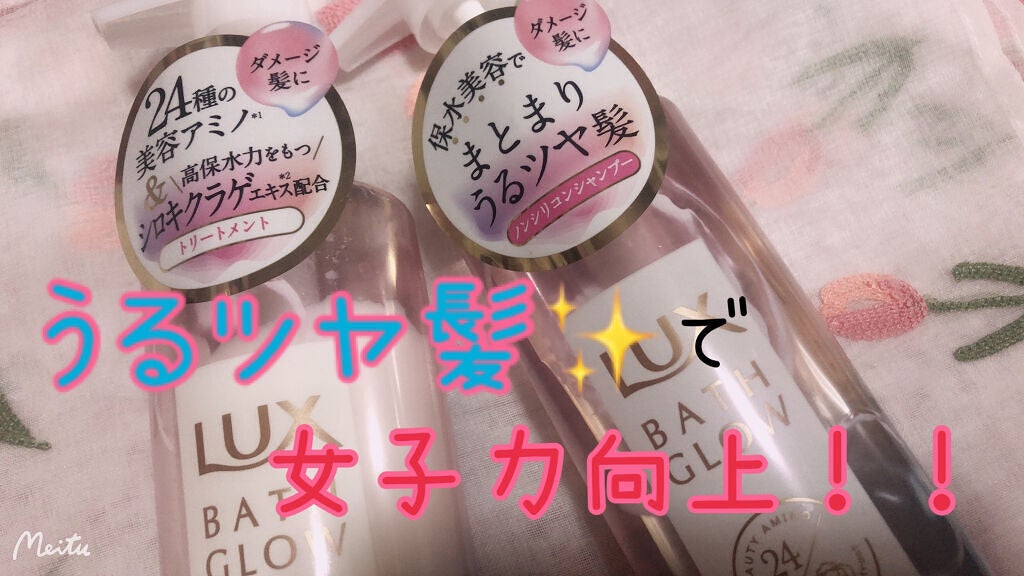 ダメージ
髪に
24種の
美容アミノ*1
&
高保水力をもつ
シロキクラゲエキス配合*2
トリートメント
ダメージ
髪に
保水美容で
まとまり
うるツヤ髪
ノンシリコンシャンプー
うるツヤ髪✨で
女子力向上！！
LUX
BATH
GLOW
LUX
BATH
GLOW
24
Meitu